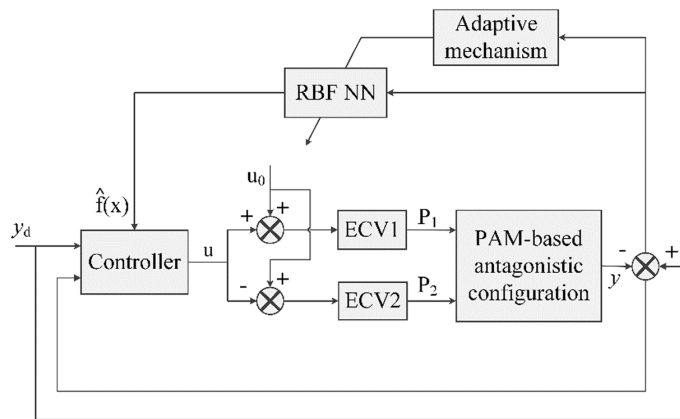 Adaptive
mechanism
RBF NN
u₀
f̂(x)
+ +
y_d
ECV1 P₁
Controller
u
PAM-based
antagonistic
configuration
- +
y
+
-
ECV2 P₂